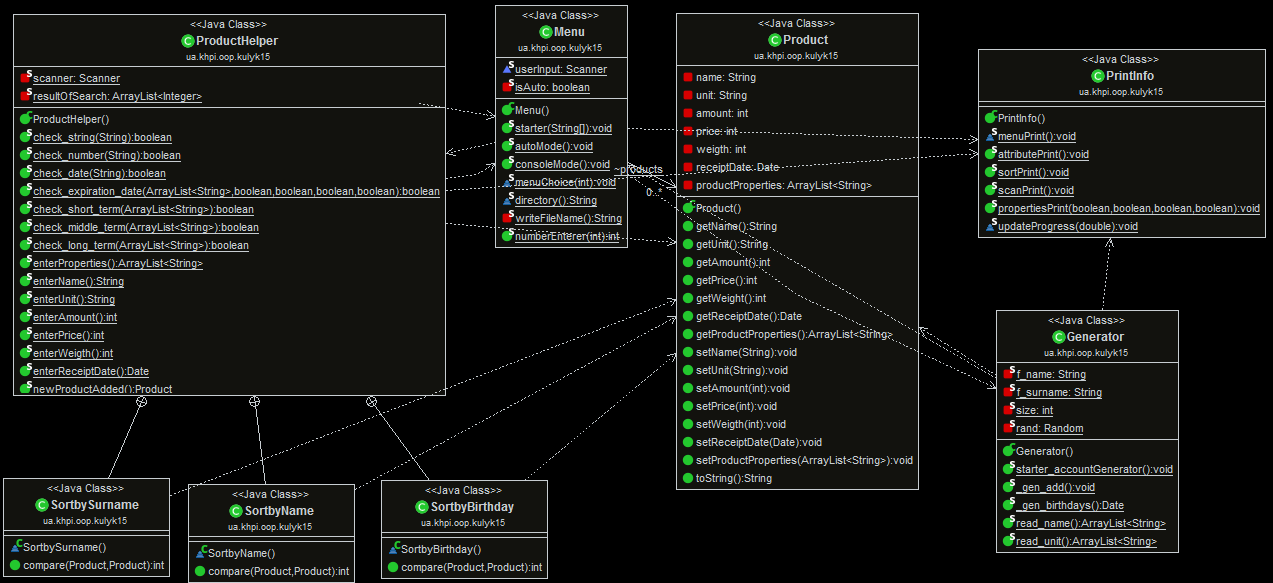 <<Java Class>>
ProductHelper
ua.khpi.oop.kulyk15
scanner: Scanner
resultOfSearch: ArrayList<Integer>
ProductHelper()
check_string(String):boolean
check_number(String):boolean
check_date(String):boolean
check_expiration_date(ArrayList<String>,boolean,boolean,boolean,boolean):boolean
check_short_term(ArrayList<String>):boolean
check_middle_term(ArrayList<String>):boolean
check_long_term(ArrayList<String>):boolean
enterProperties():ArrayList<String>
enterName():String
enterUnit():String
enterAmount():int
enterPrice():int
enterWeigth():int
enterReceiptDate():Date
newProductAdded():Product
<<Java Class>>
Menu
ua.khpi.oop.kulyk15
userInput: Scanner
isAuto: boolean
Menu()
starter(String[]):void
autoMode():void
consoleMode():void
menuChoice(int):void
directory():String
writeFileName():String
numberEnterer(int):int
~products
0..*
<<Java Class>>
Product
ua.khpi.oop.kulyk15
name: String
unit: String
amount: int
price: int
weigth: int
receiptDate: Date
productProperties: ArrayList<String>
Product()
getName():String
getUnit():String
getAmount():int
getPrice():int
getWeight():int
getReceiptDate():Date
getProductProperties():ArrayList<String>
setName(String):void
setUnit(String):void
setAmount(int):void
setPrice(int):void
setWeigth(int):void
setReceiptDate(Date):void
setProductProperties(ArrayList<String>):void
toString():String
<<Java Class>>
PrintInfo
ua.khpi.oop.kulyk15
PrintInfo()
menuPrint():void
attributePrint():void
sortPrint():void
scanPrint():void
propertiesPrint(boolean,boolean,boolean,boolean):void
updateProgress(double):void
<<Java Class>>
Generator
ua.khpi.oop.kulyk15
f_name: String
f_surname: String
size: int
rand: Random
Generator()
starter_accountGenerator():void
_gen_add():void
_gen_birthdays():Date
read_name():ArrayList<String>
read_unit():ArrayList<String>
<<Java Class>>
SortbySurname
ua.khpi.oop.kulyk15
SortbySurname()
compare(Product,Product):int
<<Java Class>>
SortbyName
ua.khpi.oop.kulyk15
SortbyName()
compare(Product,Product):int
<<Java Class>>
SortbyBirthday
ua.khpi.oop.kulyk15
SortbyBirthday()
compare(Product,Product):int